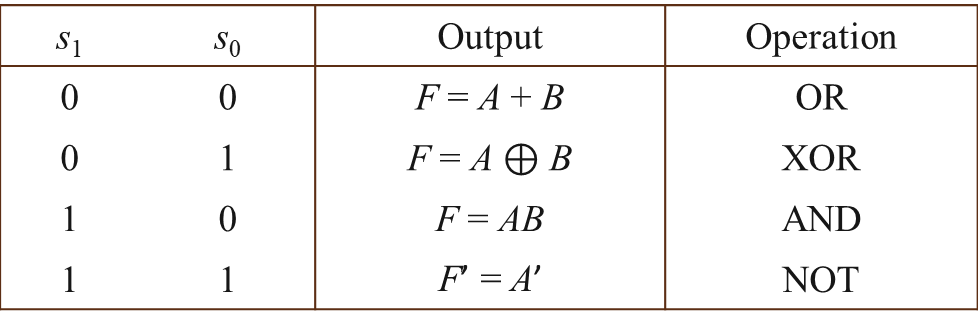 s₁ s₀ Output Operation
0 0 F = A + B OR
0 1 F = A ⊕ B XOR
1 0 F = AB AND
1 1 F′ = A′ NOT